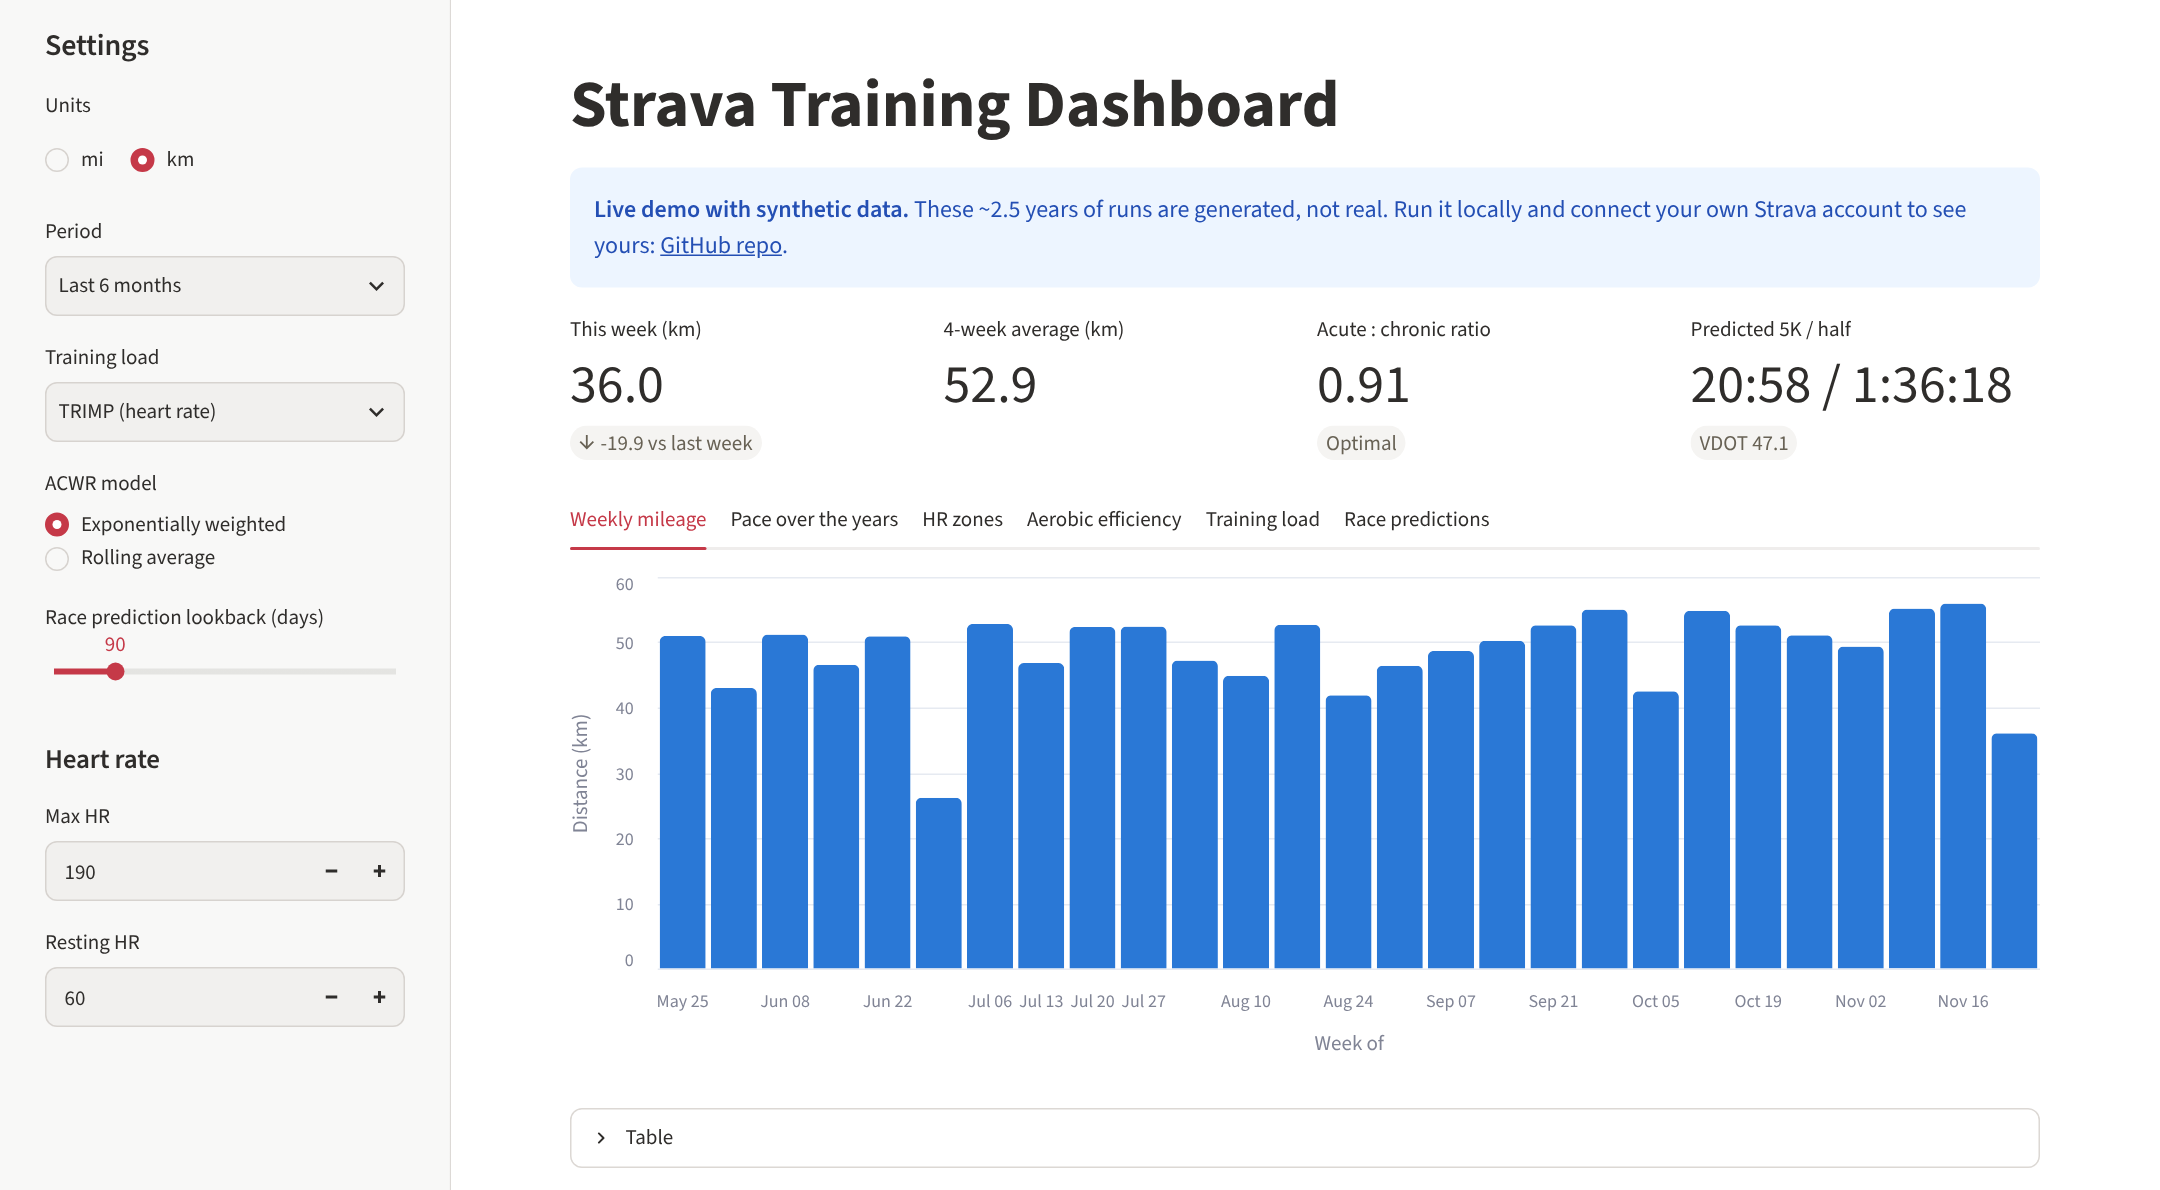 Settings
Units
mi km
Period
Last 6 months
Training load
TRIMP (heart rate)
ACWR model
Exponentially weighted
Rolling average
Race prediction lookback (days)
90
Heart rate
Max HR
190 − +
Resting HR
60 − +
Strava Training Dashboard
Live demo with synthetic data. These ~2.5 years of runs are generated, not real. Run it locally and connect your own Strava account to see
yours: GitHub repo.
This week (km)
36.0
↓ -19.9 vs last week
4-week average (km)
52.9
Acute : chronic ratio
0.91
Optimal
Predicted 5K / half
20:58 / 1:36:18
VDOT 47.1
Weekly mileage Pace over the years HR zones Aerobic efficiency Training load Race predictions
Distance (km)
60
50
40
30
20
10
0
May 25 Jun 08 Jun 22 Jul 06 Jul 13 Jul 20 Jul 27 Aug 10 Aug 24 Sep 07 Sep 21 Oct 05 Oct 19 Nov 02 Nov 16
Week of
Table